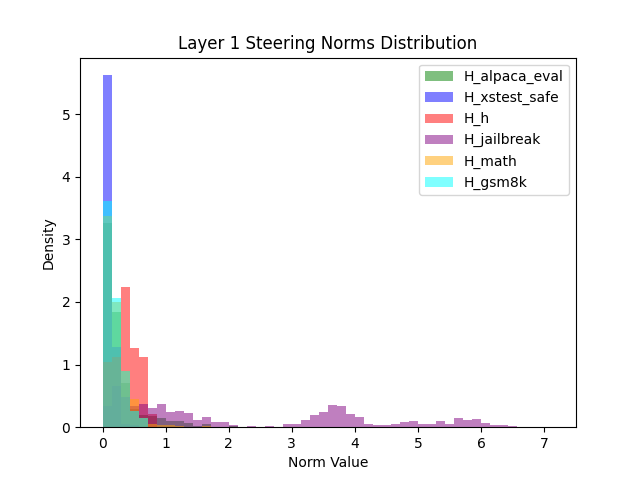 Layer 1 Steering Norms Distribution
H_alpaca_eval
H_xstest_safe
H_h
H_jailbreak
H_math
H_gsm8k
Density
5
4
3
2
1
0
0 1 2 3 4 5 6 7
Norm Value